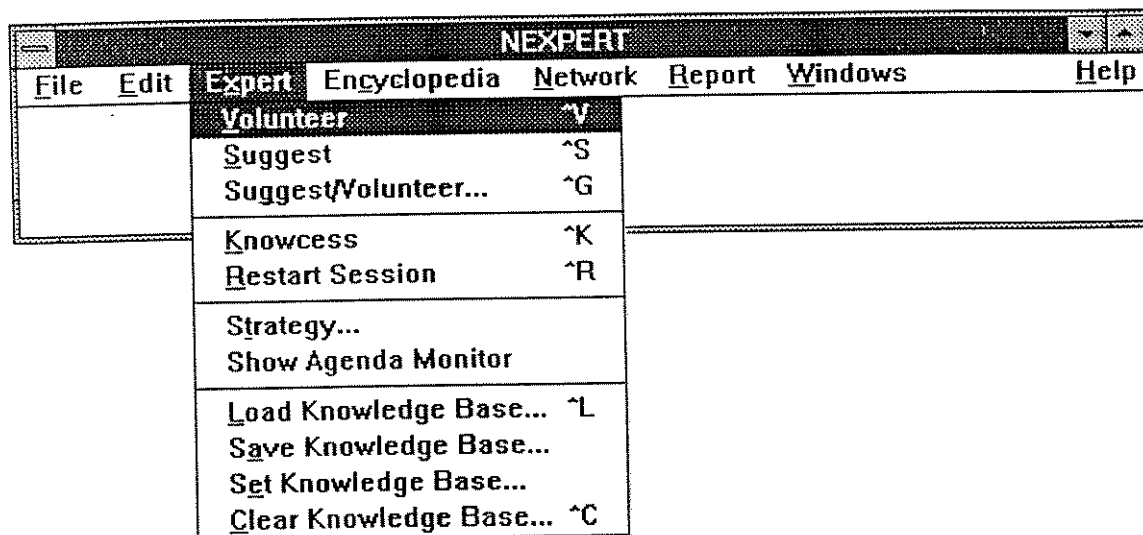 NEXPERT
File Edit Expert Encyclopedia Network Report Windows Help
Volunteer ^V
Suggest ^S
Suggest/Volunteer... ^G
Knowcess ^K
Restart Session ^R
Strategy...
Show Agenda Monitor
Load Knowledge Base... ^L
Save Knowledge Base...
Set Knowledge Base...
Clear Knowledge Base... ^C